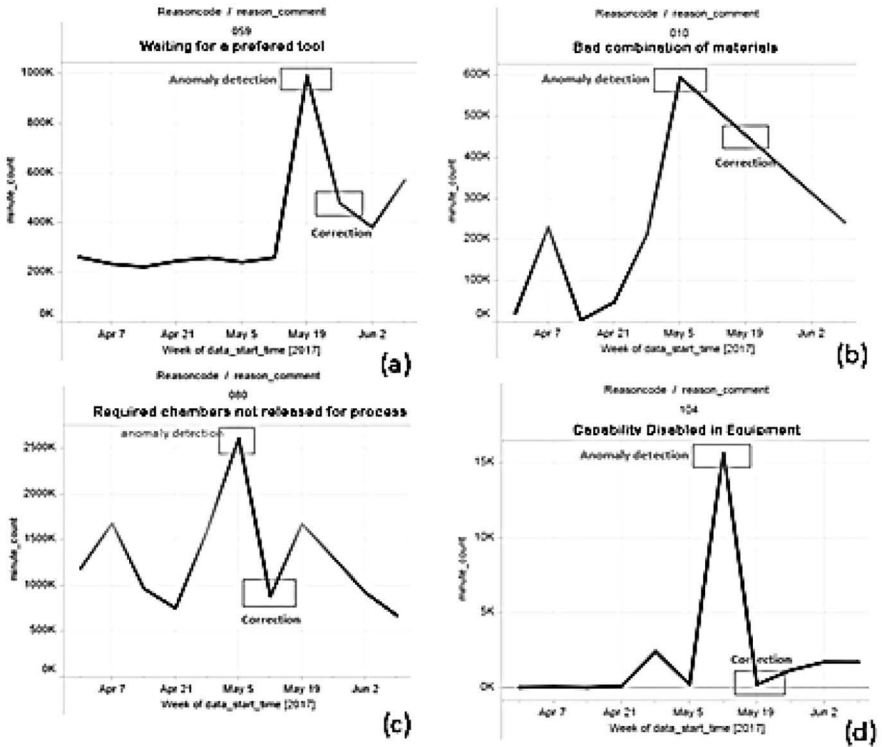 Reasoncode / reason_comment
059
Waiting for a prefered tool
Anomaly detection
Correction
1000K
800K
600K
400K
200K
0K
minute_count
Apr 7
Apr 21
May 5
May 19
Jun 2
Week of data_start_time [2017]
(a)
Reasoncode / reason_comment
010
Bad combination of materials
Anomaly detection
Correction
600K
500K
400K
300K
200K
100K
0K
minute_count
Apr 7
Apr 21
May 5
May 19
Jun 2
Week of data_start_time [2017]
(b)
Reasoncode / reason_comment
Required chambers not released for process
anomaly detection
Correction
2500K
2000K
1500K
1000K
500K
0K
minute_count
Apr 7
Apr 21
May 5
May 19
Jun 2
Week of data_start_time [2017]
(c)
Reasoncode / reason_comment
104
Capability Disabled in Equipment
Anomaly detection
Correction
15K
10K
5K
0K
minute_count
Apr 7
Apr 21
May 5
May 19
Jun 2
Week of data_start_time [2017]
(d)